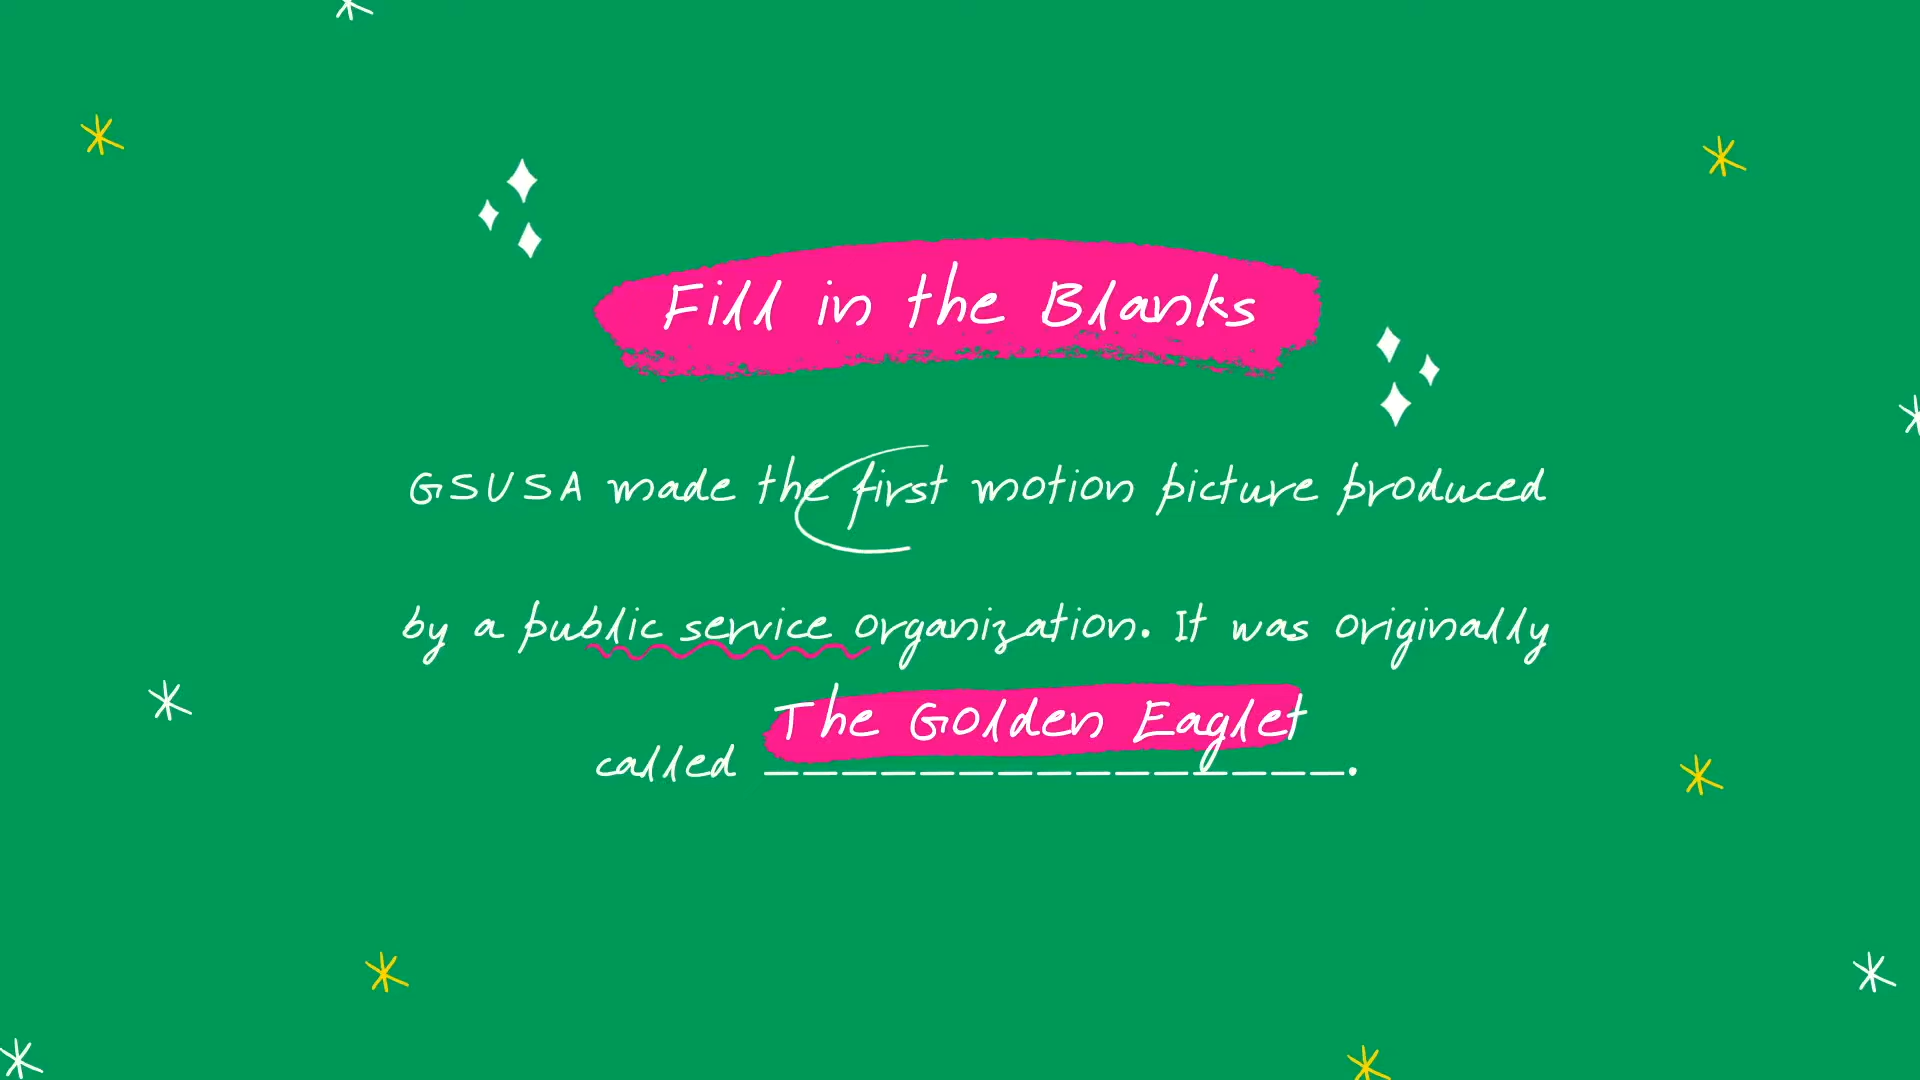 Fill in the Blanks
GSUSA made the first motion picture produced
by a public service organization. It was originally
The Golden Eaglet
called _______________.